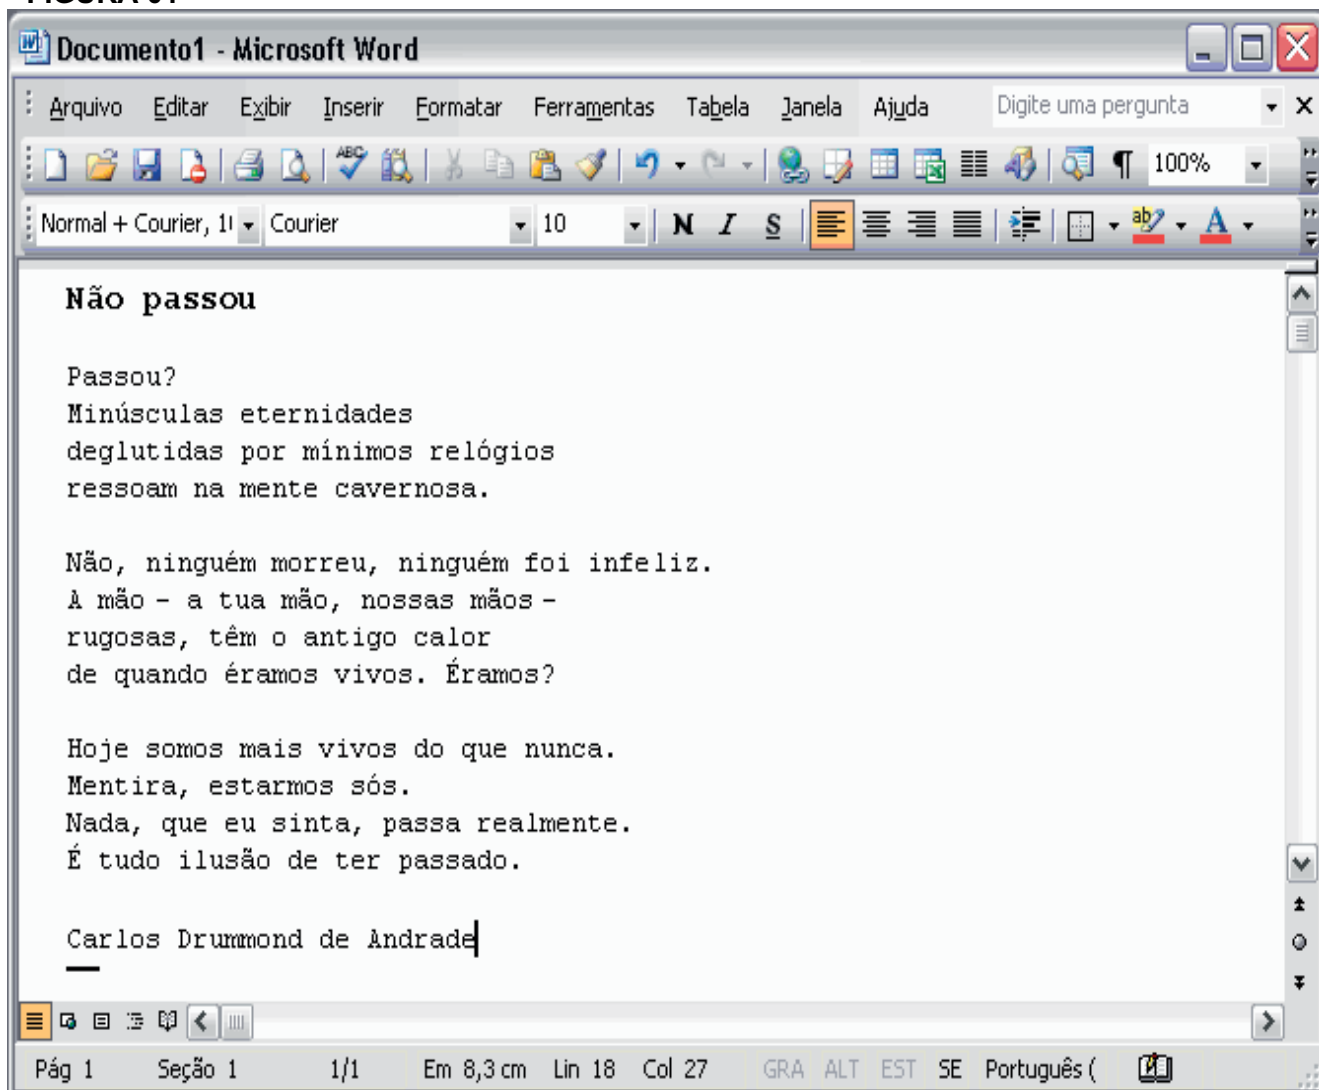 FIGURA 01
Documento1 - Microsoft Word
Arquivo Editar Exibir Inserir Formatar Ferramentas Tabela Janela Ajuda Digite uma pergunta
ABC 100%
Normal + Courier, 1 Courier 10 N I S ab A
Não passou
Passou?
Minúsculas eternidades
deglutidas por mínimos relógios
ressoam na mente cavernosa.
Não, ninguém morreu, ninguém foi infeliz.
A mão – a tua mão, nossas mãos –
rugosas, têm o antigo calor
de quando éramos vivos. Éramos?
Hoje somos mais vivos do que nunca.
Mentira, estarmos sós.
Nada, que eu sinta, passa realmente.
É tudo ilusão de ter passado.
Carlos Drummond de Andrade
Pág 1 Seção 1 1/1 Em 8,3 cm Lin 18 Col 27 GRA ALT EST SE Português (